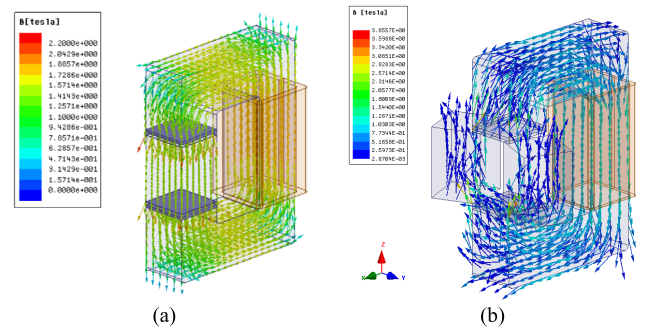 B [tesla]
2.2000e+000
2.0429e+000
1.8857e+000
1.7286e+000
1.5714e+000
1.4143e+000
1.2571e+000
1.1000e+000
9.4286e-001
7.8571e-001
6.2857e-001
4.7143e-001
3.1429e-001
1.5714e-001
0.0000e+000
B [tesla]
3.8557E+00
3.5988E+00
3.3420E+00
3.0851E+00
2.8283E+00
2.5714E+00
2.3146E+00
2.0577E+00
1.8009E+00
1.5440E+00
1.2871E+00
1.0303E+00
7.7344E-01
5.1658E-01
2.5973E-01
2.8704E-03
Z
X
Y
(a)
(b)